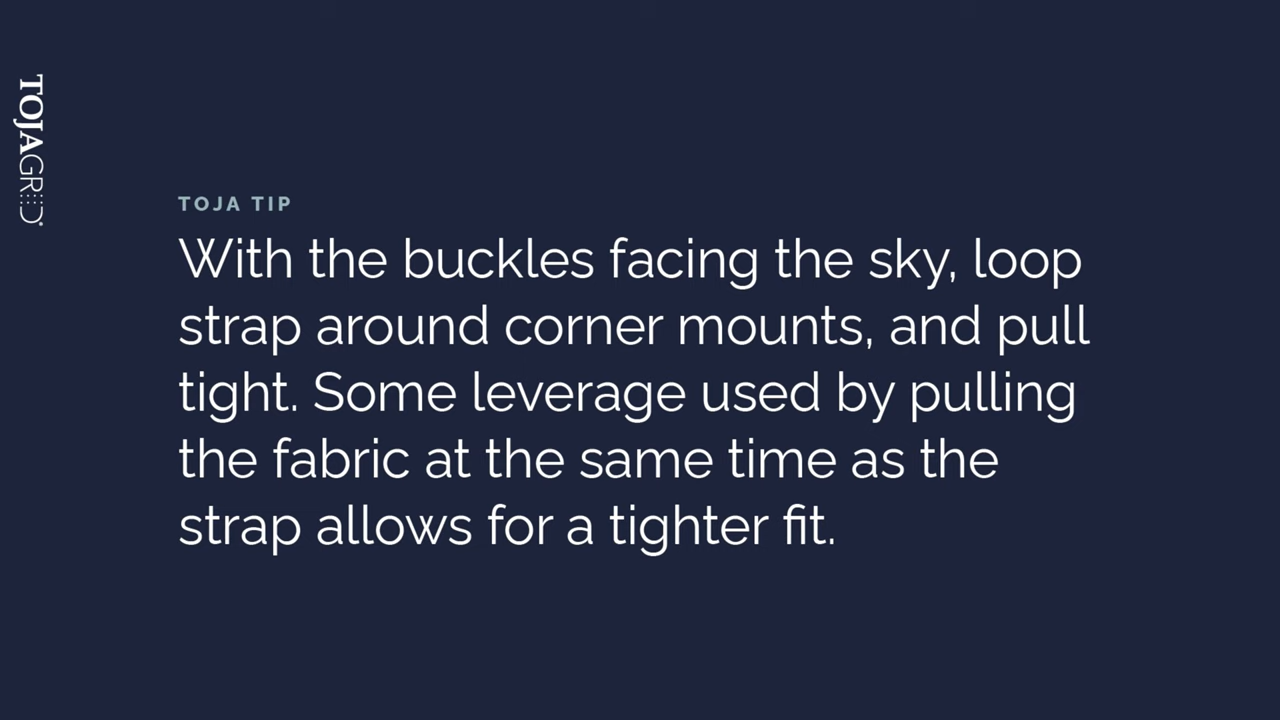 TOJAGRID
TOJA TIP
With the buckles facing the sky, loop
strap around corner mounts, and pull
tight. Some leverage used by pulling
the fabric at the same time as the
strap allows for a tighter fit.